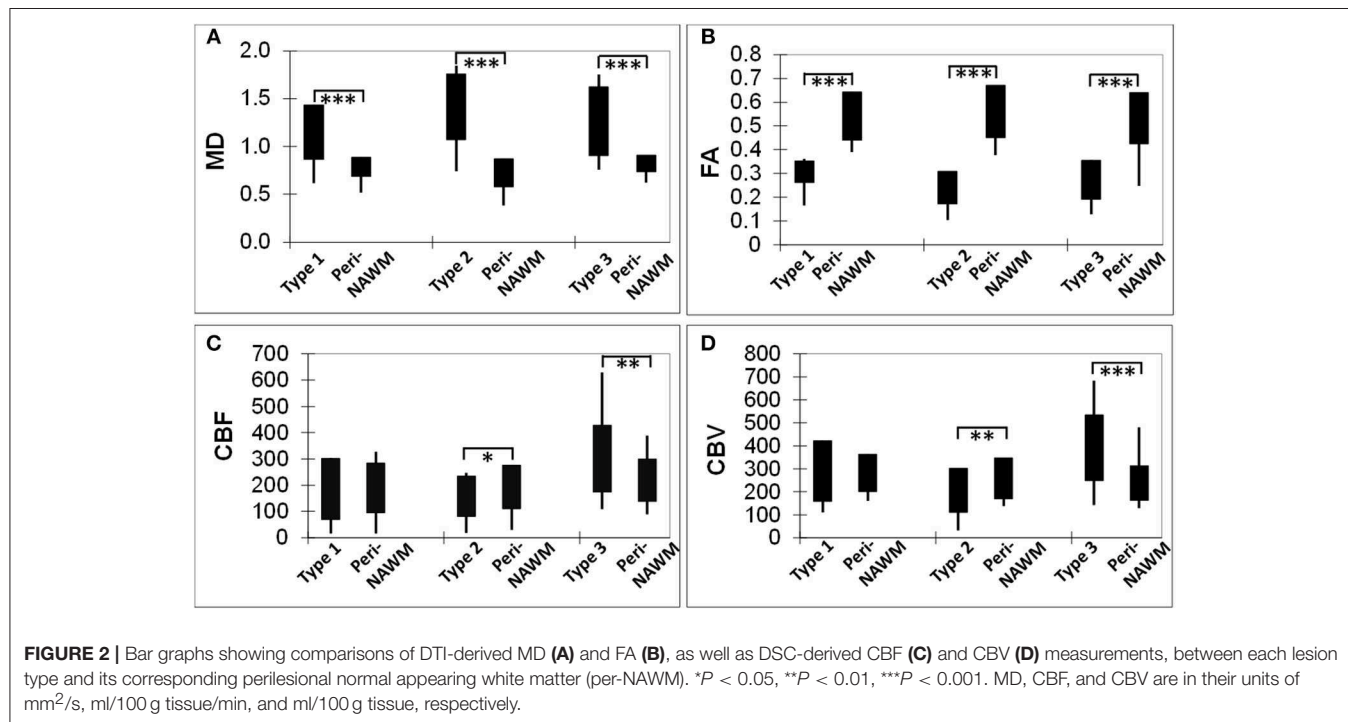 A
2.0
1.5
1.0
0.5
0.0
MD
***
***
***
Type 1
Peri-
NAWM
Type 2
Peri-
NAWM
Type 3
Peri-
NAWM
B
0.8
0.7
0.6
0.5
0.4
0.3
0.2
0.1
0
FA
***
***
***
Type 1
Peri-
NAWM
Type 2
Peri-
NAWM
Type 3
Peri-
NAWM
C
700
600
500
400
300
200
100
0
CBF
*
**
Type 1
Peri-
NAWM
Type 2
Peri-
NAWM
Type 3
Peri-
NAWM
D
800
700
600
500
400
300
200
100
0
CBV
**
***
Type 1
Peri-
NAWM
Type 2
Peri-
NAWM
Type 3
Peri-
NAWM
FIGURE 2 | Bar graphs showing comparisons of DTI-derived MD (A) and FA (B), as well as DSC-derived CBF (C) and CBV (D) measurements, between each lesion
type and its corresponding perilesional normal appearing white matter (per-NAWM). *P < 0.05, **P < 0.01, ***P < 0.001. MD, CBF, and CBV are in their units of
mm²/s, ml/100 g tissue/min, and ml/100 g tissue, respectively.